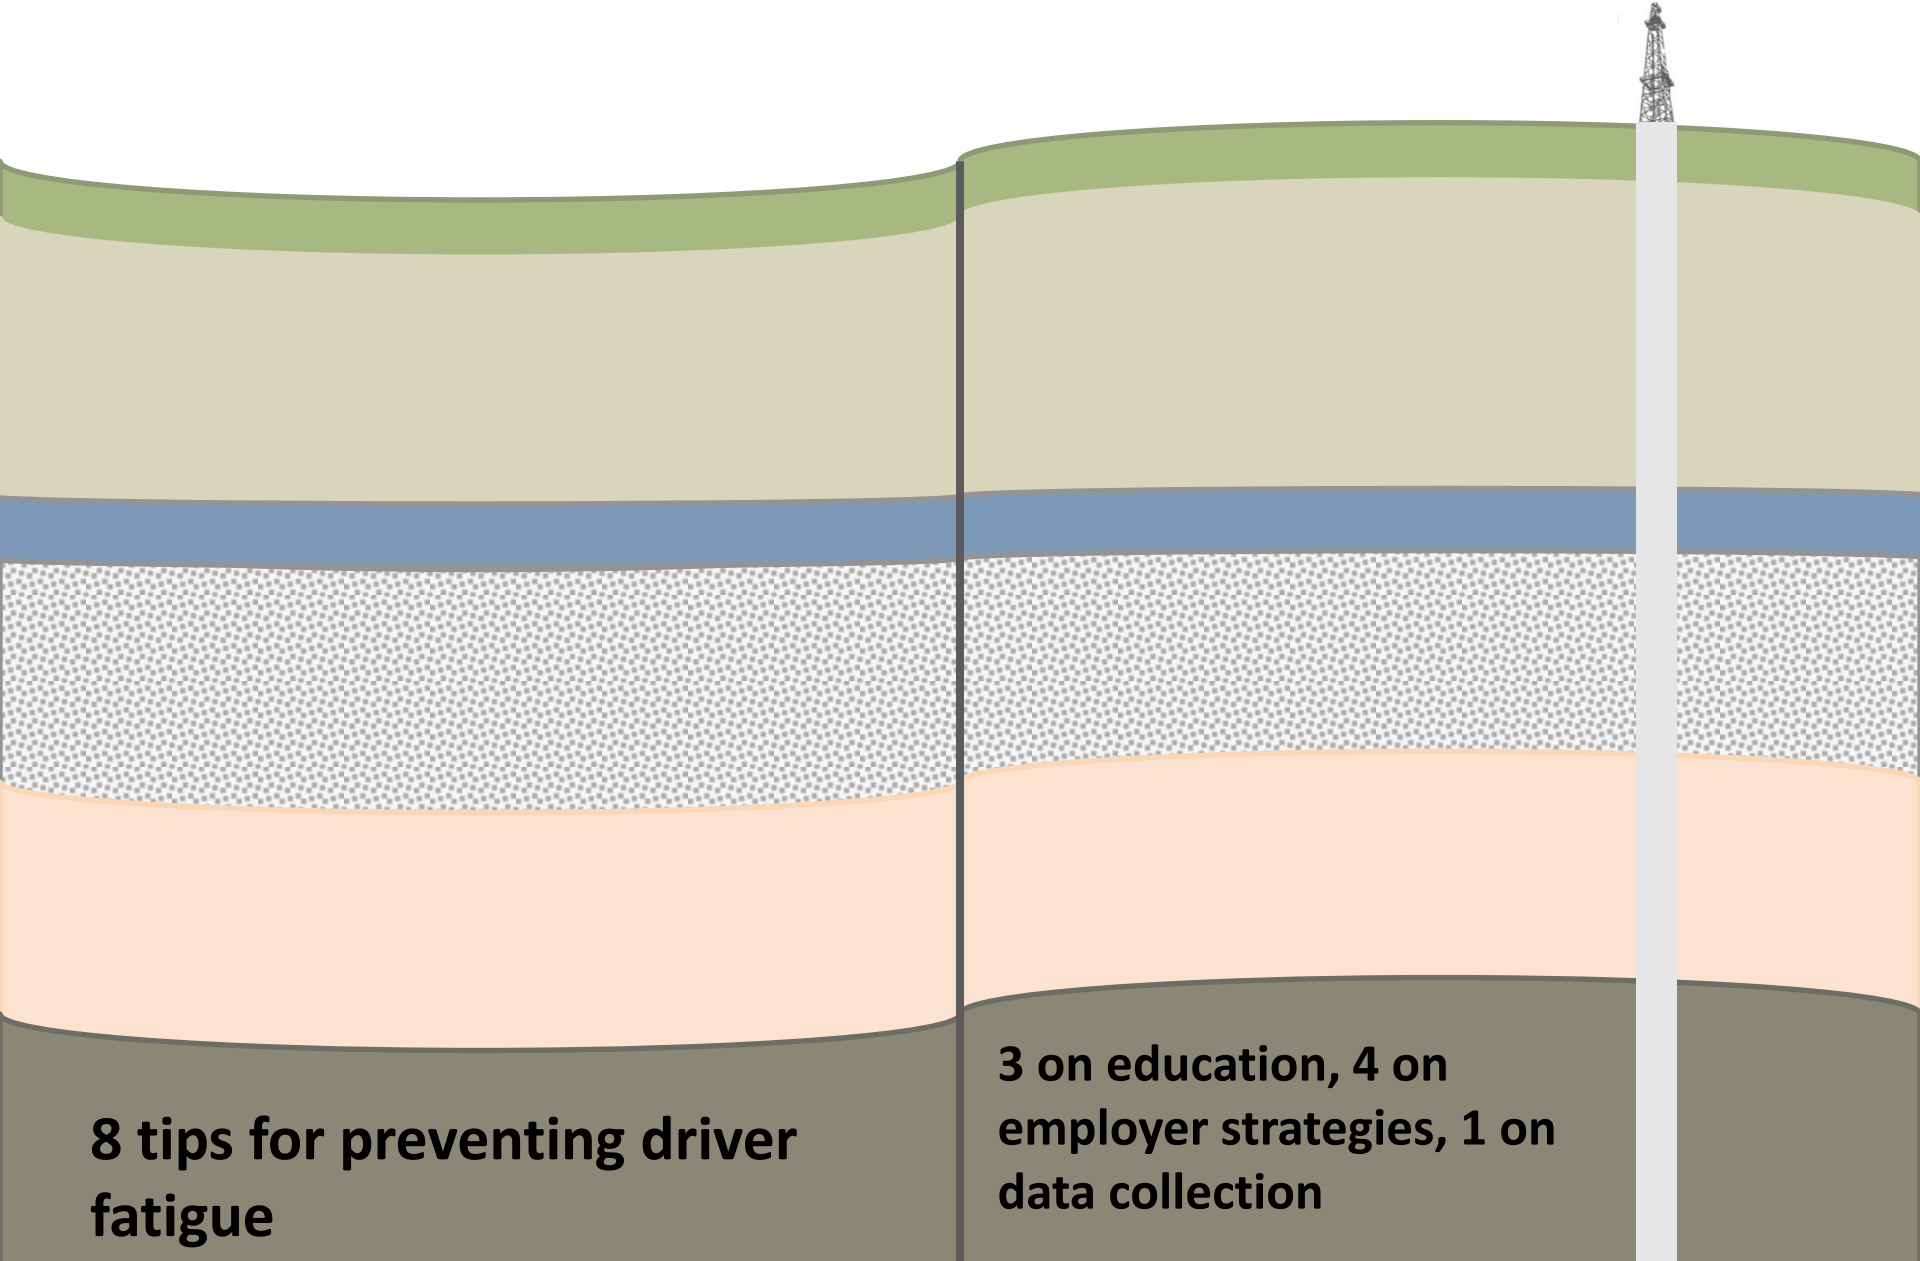 8 tips for preventing driver
fatigue
3 on education, 4 on
employer strategies, 1 on
data collection